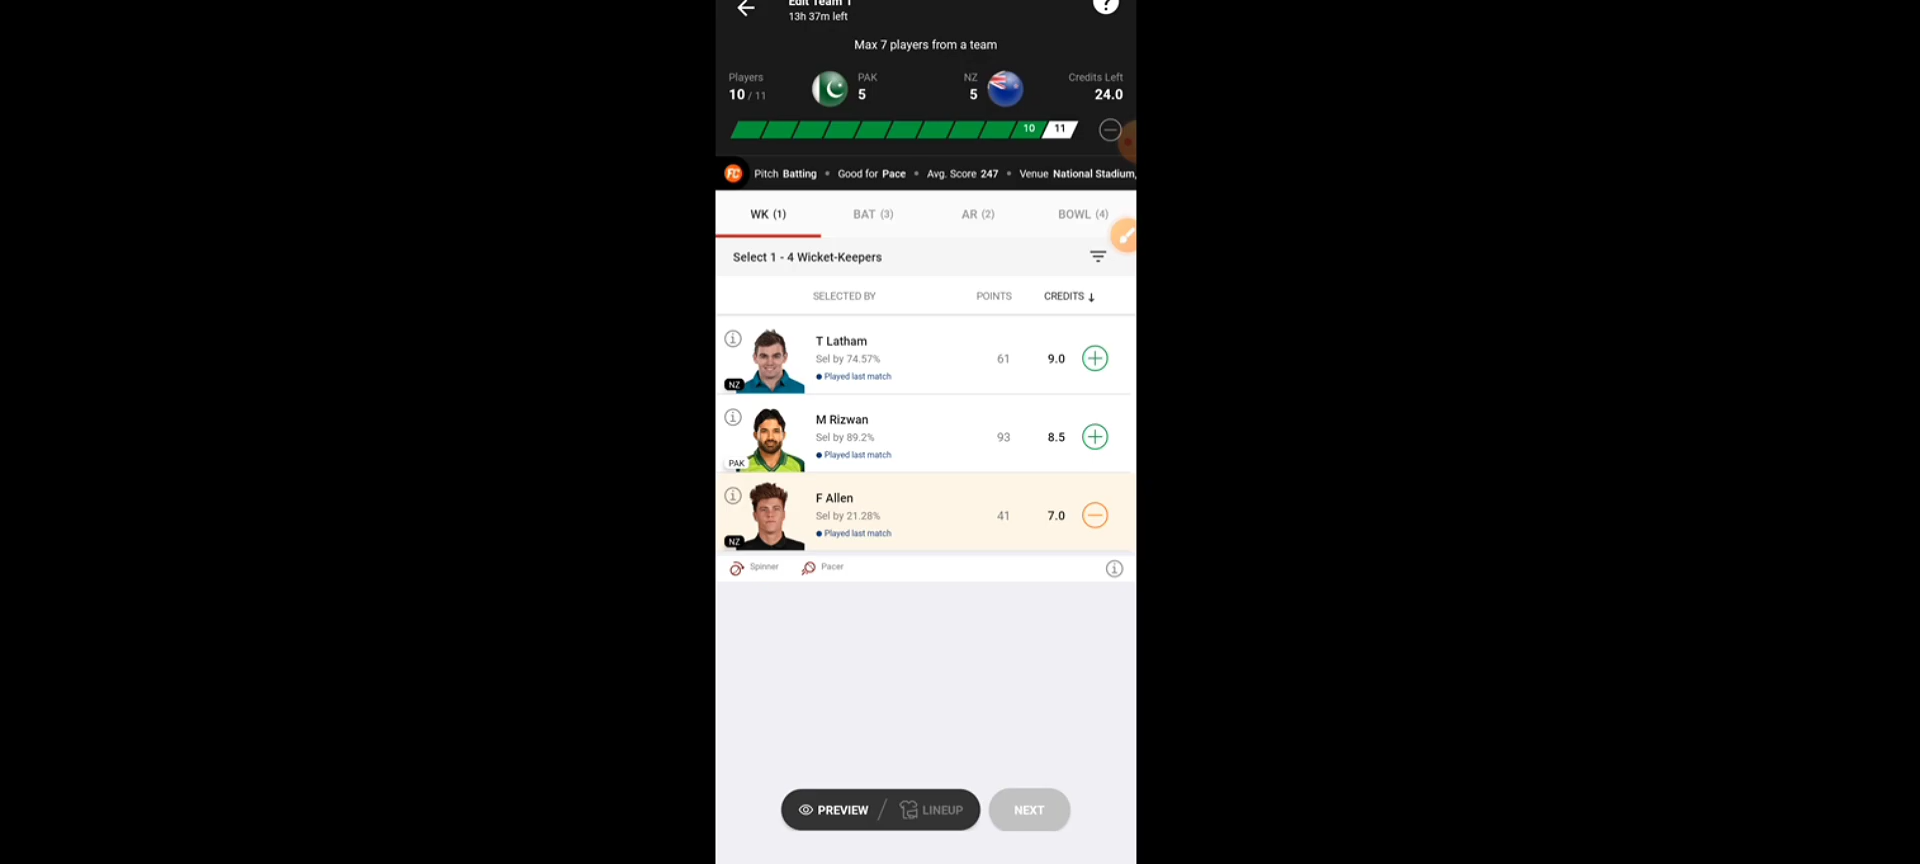 Edit Team 1
13h 37m left
?
Max 7 players from a team
Players PAK NZ Credits Left
10 / 11 5 5 24.0
10 11
FC Pitch Batting • Good for Pace • Avg. Score 247 • Venue National Stadium,
WK (1) BAT (3) AR (2) BOWL (4)
Select 1 - 4 Wicket-Keepers
SELECTED BY POINTS CREDITS ↓
T Latham
Sel by 74.57% 61 9.0
Played last match
NZ
M Rizwan
Sel by 89.2% 93 8.5
Played last match
PAK
F Allen
Sel by 21.28% 41 7.0
Played last match
NZ
Spinner Pacer
PREVIEW / LINEUP NEXT